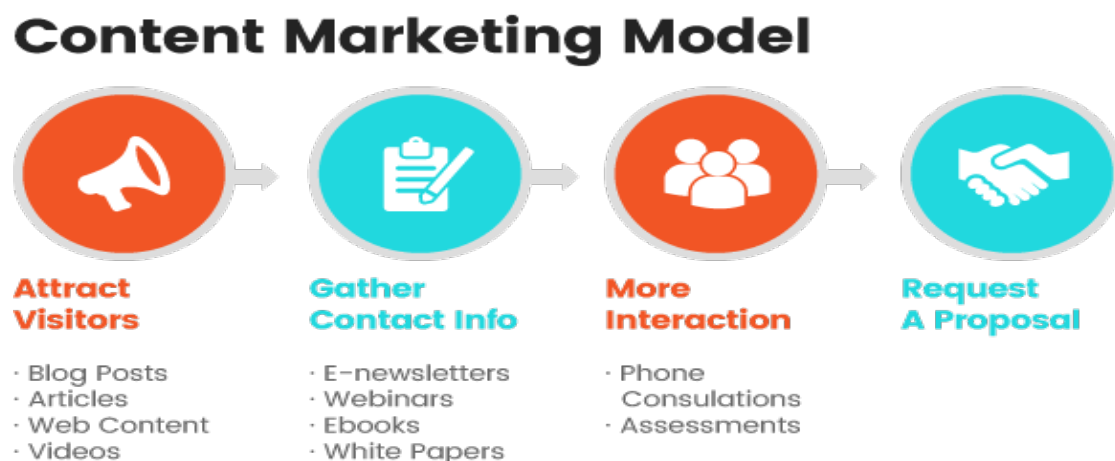 Content Marketing Model
Attract
Visitors
· Blog Posts
· Articles
· Web Content
· Videos
Gather
Contact Info
· E-newsletters
· Webinars
· Ebooks
· White Papers
More
Interaction
· Phone
Consulations
· Assessments
Request
A Proposal